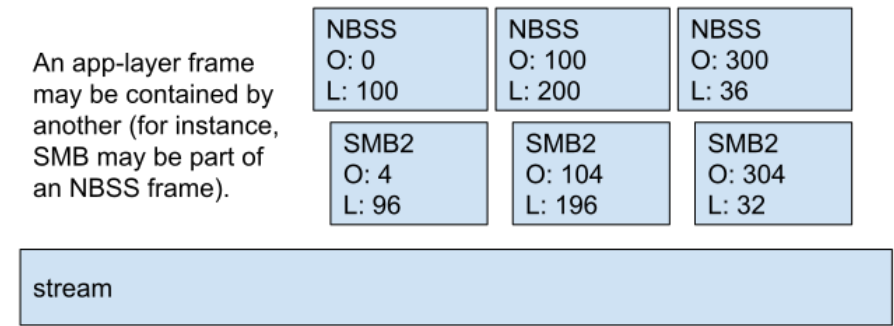 An app-layer frame
may be contained by
another (for instance,
SMB may be part of
an NBSS frame).
NBSS
O: 0
L: 100
NBSS
O: 100
L: 200
NBSS
O: 300
L: 36
SMB2
O: 4
L: 96
SMB2
O: 104
L: 196
SMB2
O: 304
L: 32
stream